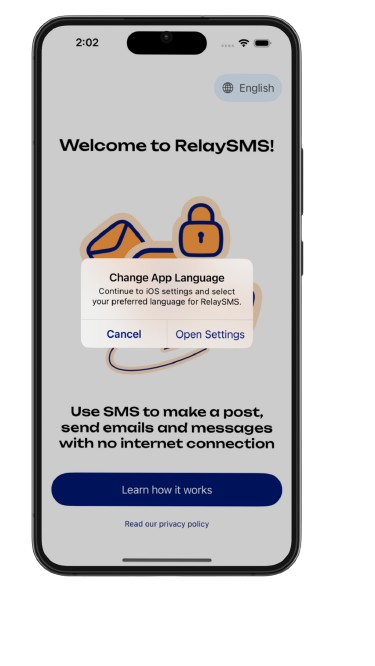 2:02
English
Welcome to RelaySMS!
Change App Language
Continue to iOS settings and select
your preferred language for RelaySMS.
Cancel
Open Settings
Use SMS to make a post,
send emails and messages
with no internet connection
Learn how it works
Read our privacy policy